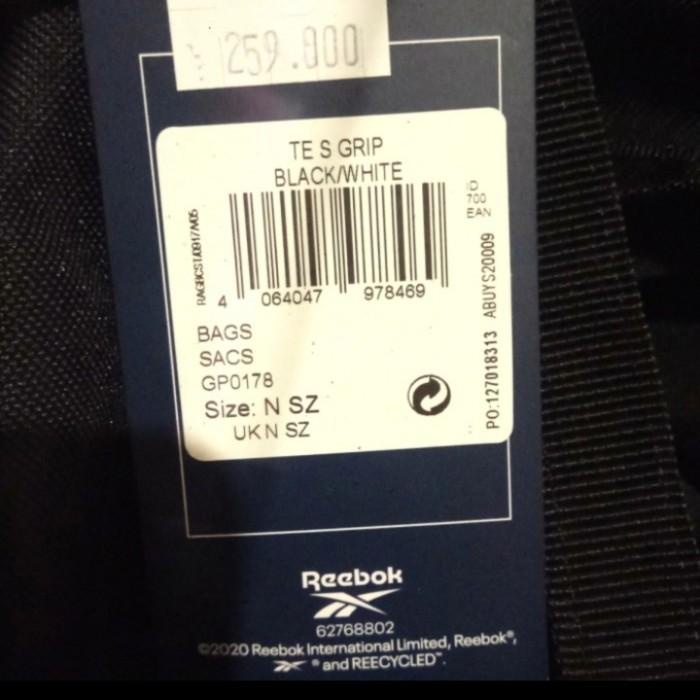 259.000
TE S GRIP
BLACK/WHITE
ID
700
EAN
4 064047 978469
BAGS
SACS
GP0178
Size: N SZ
UK N SZ
PO:127018313 ABUYS20009
Reebok
62768802
©2020 Reebok International Limited, Reebok®,
® and REECYCLED™.